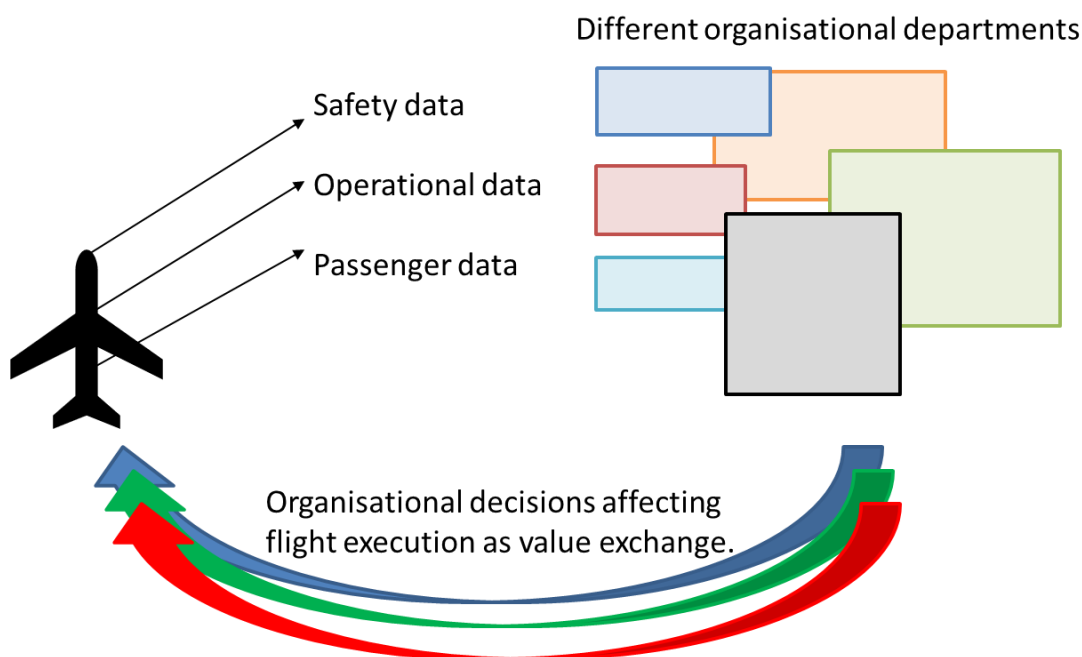 Different organisational departments
Safety data
Operational data
Passenger data
Organisational decisions affecting
flight execution as value exchange.